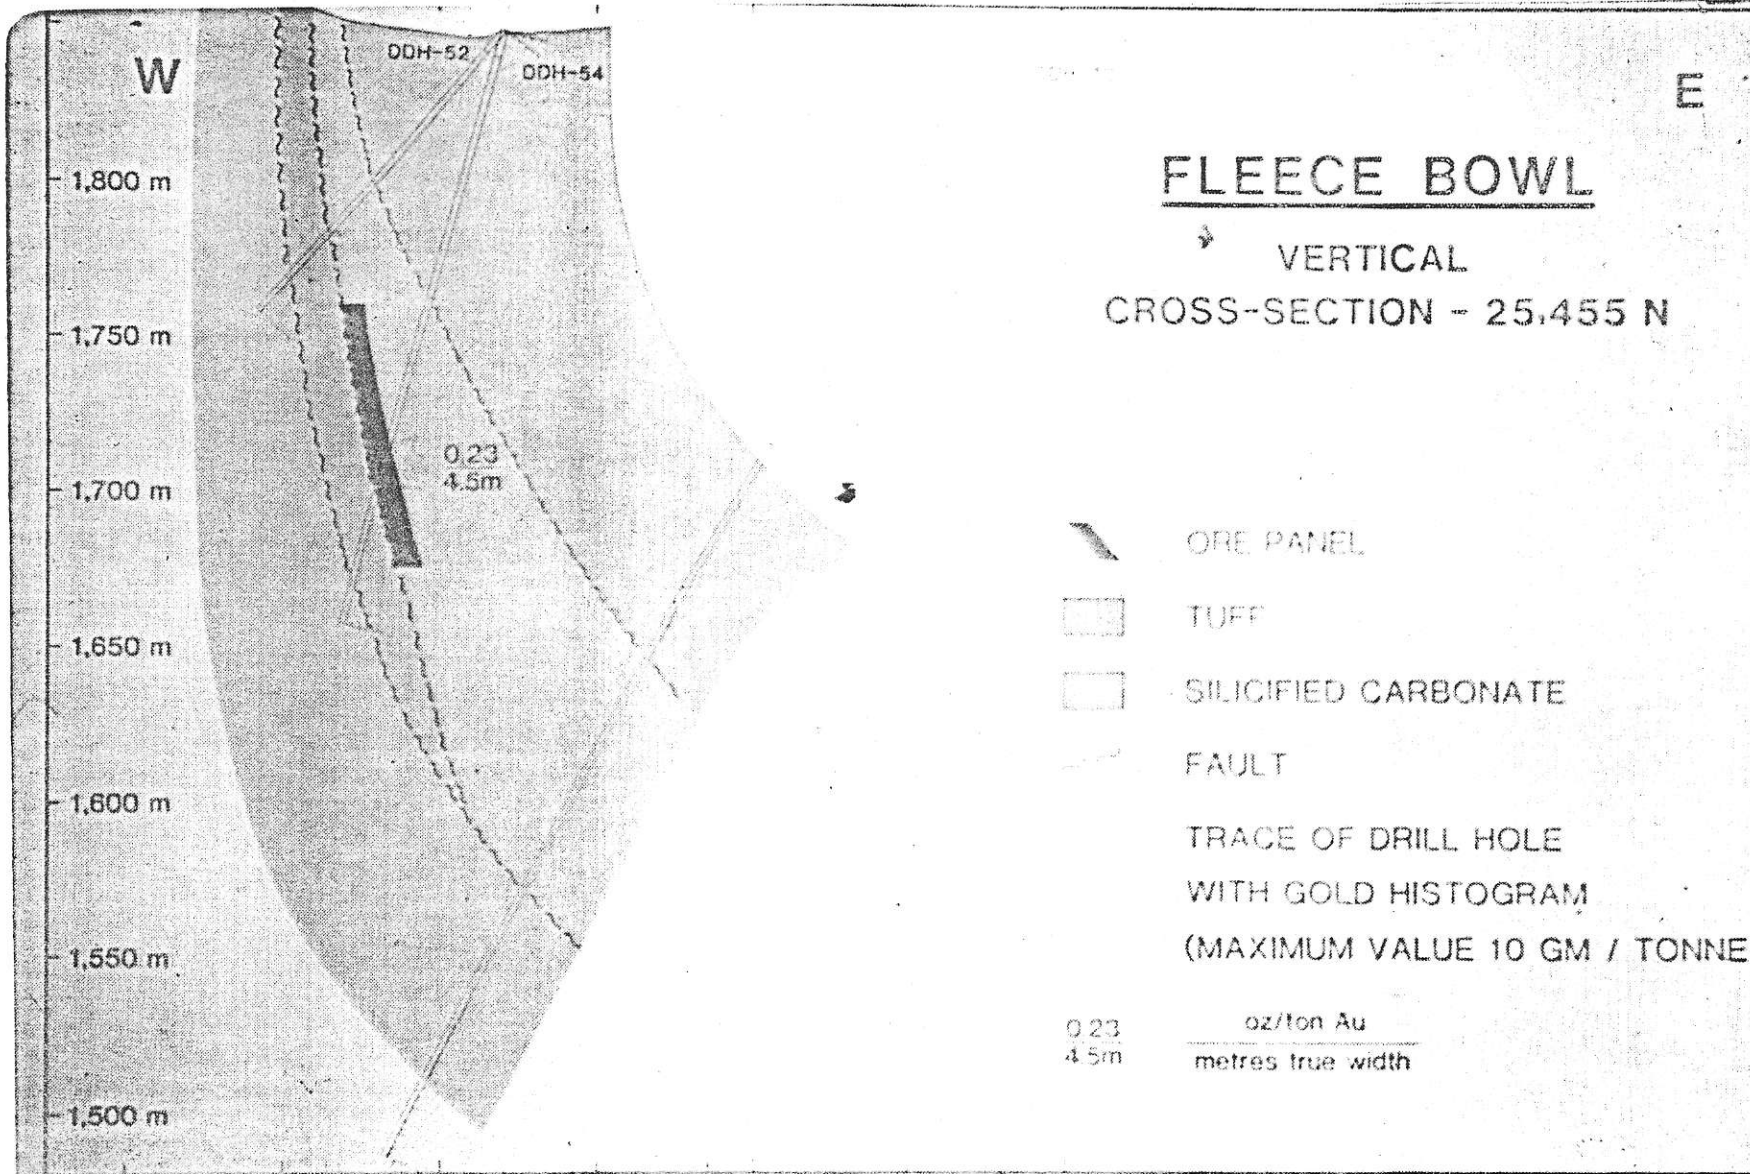 W
DDH-52
DDH-54
E
FLEECE BOWL
VERTICAL
CROSS-SECTION - 25,455 N
1,800 m
1,750 m
1,700 m
1,650 m
1,600 m
1,550 m
1,500 m
0.23
4.5m
ORE PANEL
TUFF
SILICIFIED CARBONATE
FAULT
TRACE OF DRILL HOLE
WITH GOLD HISTOGRAM
(MAXIMUM VALUE 10 GM / TONNE
0.23
4.5m
oz/ton Au
metres true width